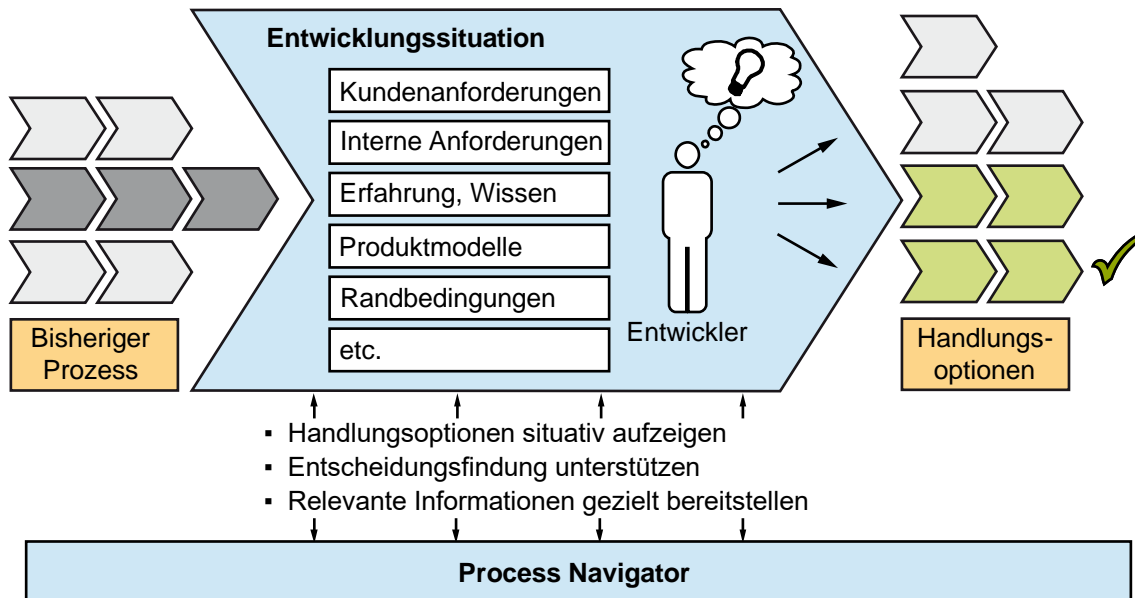 Entwicklungssituation
Kundenanforderungen
Interne Anforderungen
Erfahrung, Wissen
Produktmodelle
Randbedingungen
etc.
Entwickler
Bisheriger
Prozess
Handlungs-
optionen
▪ Handlungsoptionen situativ aufzeigen
▪ Entscheidungsfindung unterstützen
▪ Relevante Informationen gezielt bereitstellen
Process Navigator